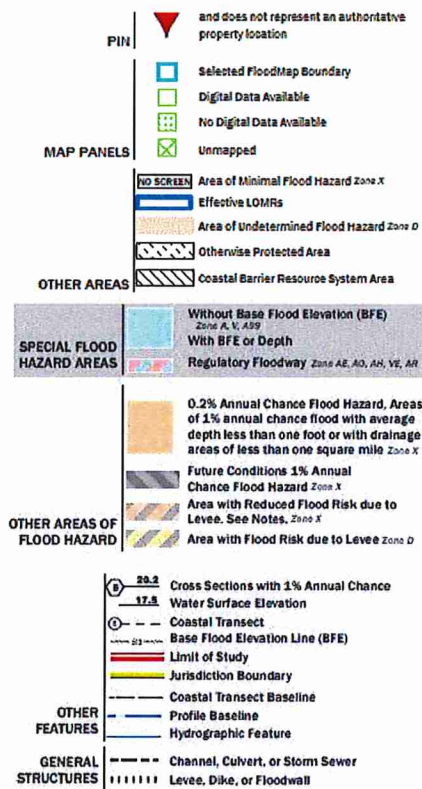 PIN
and does not represent an authoritative
property location
MAP PANELS
Selected FloodMap Boundary
Digital Data Available
No Digital Data Available
Unmapped
OTHER AREAS
NO SCREEN Area of Minimal Flood Hazard Zone X
Effective LOMRs
Area of Undetermined Flood Hazard Zone D
Otherwise Protected Area
Coastal Barrier Resource System Area
SPECIAL FLOOD
HAZARD AREAS
Without Base Flood Elevation (BFE)
Zone A, V, A99
With BFE or Depth
Regulatory Floodway Zone AE, AO, AH, VE, AR
OTHER AREAS OF
FLOOD HAZARD
0.2% Annual Chance Flood Hazard, Areas
of 1% annual chance flood with average
depth less than one foot or with drainage
areas of less than one square mile Zone X
Future Conditions 1% Annual
Chance Flood Hazard Zone X
Area with Reduced Flood Risk due to
Levee. See Notes. Zone X
Area with Flood Risk due to Levee Zone D
OTHER
FEATURES
B 20.2 Cross Sections with 1% Annual Chance
17.5 Water Surface Elevation
Coastal Transect
Base Flood Elevation Line (BFE)
Limit of Study
Jurisdiction Boundary
Coastal Transect Baseline
Profile Baseline
Hydrographic Feature
GENERAL
STRUCTURES
Channel, Culvert, or Storm Sewer
Levee, Dike, or Floodwall